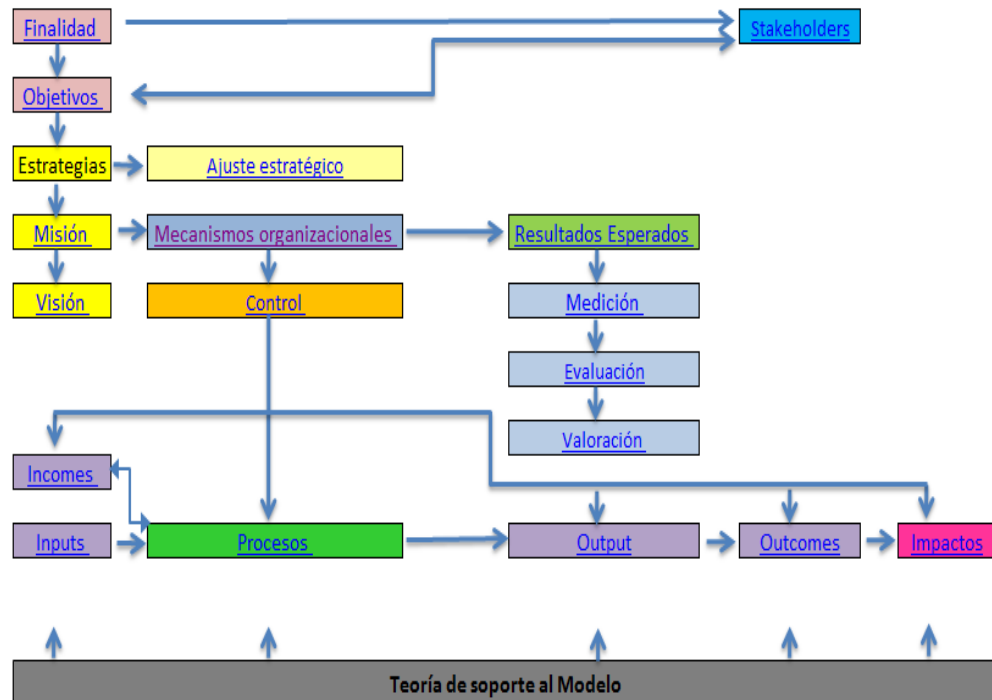 Finalidad
Stakeholders
Objetivos
Estrategias
Ajuste estratégico
Misión
Mecanismos organizacionales
Resultados Esperados
Visión
Control
Medición
Evaluación
Valoración
Incomes
Inputs
Procesos
Output
Outcomes
Impactos
Teoría de soporte al Modelo